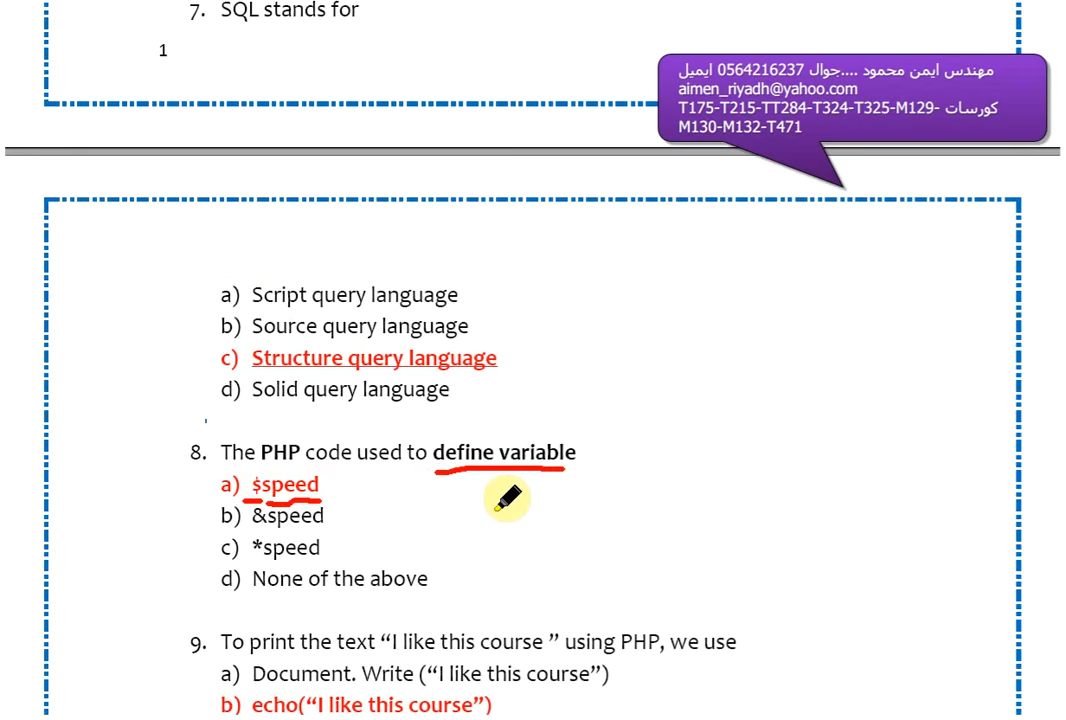 7. SQL stands for
1
مهندس ايمن محمود ....جوال 0564216237 ايميل
aimen_riyadh@yahoo.com
كورسات T175-T215-TT284-T324-T325-M129-
M130-M132-T471
a) Script query language
b) Source query language
c) Structure query language
d) Solid query language
8. The PHP code used to define variable
a) $speed
b) &speed
c) *speed
d) None of the above
9. To print the text “I like this course ” using PHP, we use
a) Document. Write (“I like this course”)
b) echo(“I like this course”)